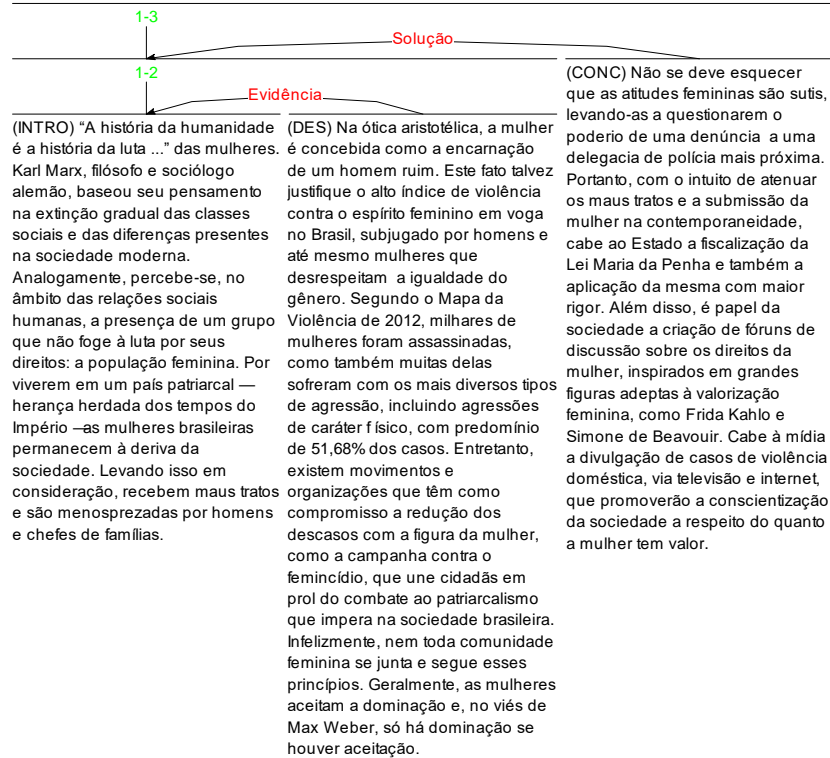 1-3
Solução
1-2
Evidência
(INTRO) “A história da humanidade
é a história da luta ...” das mulheres.
Karl Marx, filósofo e sociólogo
alemão, baseou seu pensamento
na extinção gradual das classes
sociais e das diferenças presentes
na sociedade moderna.
Analogamente, percebe-se, no
âmbito das relações sociais
humanas, a presença de um grupo
que não foge à luta por seus
direitos: a população feminina. Por
viverem em um país patriarcal —
herança herdada dos tempos do
Império —as mulheres brasileiras
permanecem à deriva da
sociedade. Levando isso em
consideração, recebem maus tratos
e são menosprezadas por homens
e chefes de famílias.
(DES) Na ótica aristotélica, a mulher
é concebida como a encarnação
de um homem ruim. Este fato talvez
justifique o alto índice de violência
contra o espírito feminino em voga
no Brasil, subjugado por homens e
até mesmo mulheres que
desrespeitam  a igualdade do
gênero. Segundo o Mapa da
Violência de 2012, milhares de
mulheres foram assassinadas,
como também muitas delas
sofreram com os mais diversos tipos
de agressão, incluindo agressões
de caráter f ísico, com predomínio
de 51,68% dos casos. Entretanto,
existem movimentos e
organizações que têm como
compromisso a redução dos
descasos com a figura da mulher,
como a campanha contra o
femincídio, que une cidadãs em
prol do combate ao patriarcalismo
que impera na sociedade brasileira.
Infelizmente, nem toda comunidade
feminina se junta e segue esses
princípios. Geralmente, as mulheres
aceitam a dominação e, no viés de
Max Weber, só há dominação se
houver aceitação.
(CONC) Não se deve esquecer
que as atitudes femininas são sutis,
levando-as a questionarem o
poderio de uma denúncia  a uma
delegacia de polícia mais próxima.
Portanto, com o intuito de atenuar
os maus tratos e a submissão da
mulher na contemporaneidade,
cabe ao Estado a fiscalização da
Lei Maria da Penha e também a
aplicação da mesma com maior
rigor. Além disso, é papel da
sociedade a criação de fóruns de
discussão sobre os direitos da
mulher, inspirados em grandes
figuras adeptas à valorização
feminina, como Frida Kahlo e
Simone de Beavouir. Cabe à mídia
a divulgação de casos de violência
doméstica, via televisão e internet,
que promoverão a conscientização
da sociedade a respeito do quanto
a mulher tem valor.